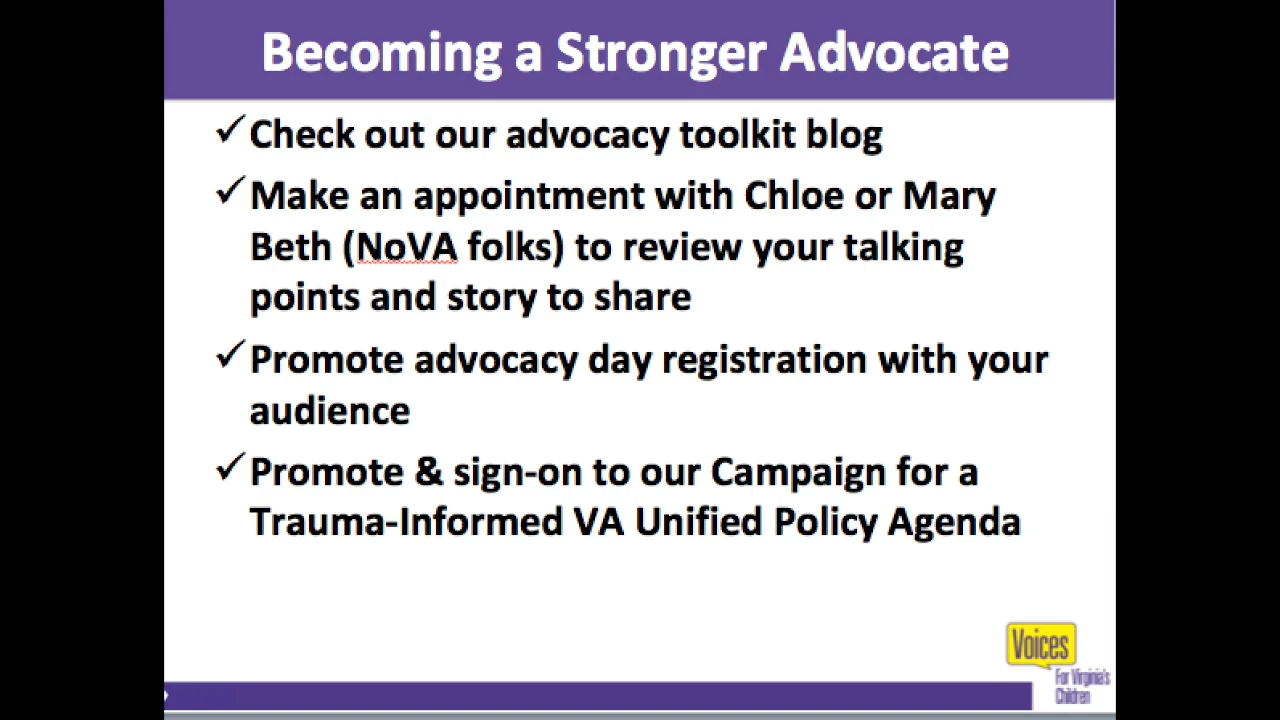 Becoming a Stronger Advocate
✓Check out our advocacy toolkit blog
✓Make an appointment with Chloe or Mary
Beth (NoVA folks) to review your talking
points and story to share
✓Promote advocacy day registration with your
audience
✓Promote & sign-on to our Campaign for a
Trauma-Informed VA Unified Policy Agenda
Voices
For Virginia's
Children